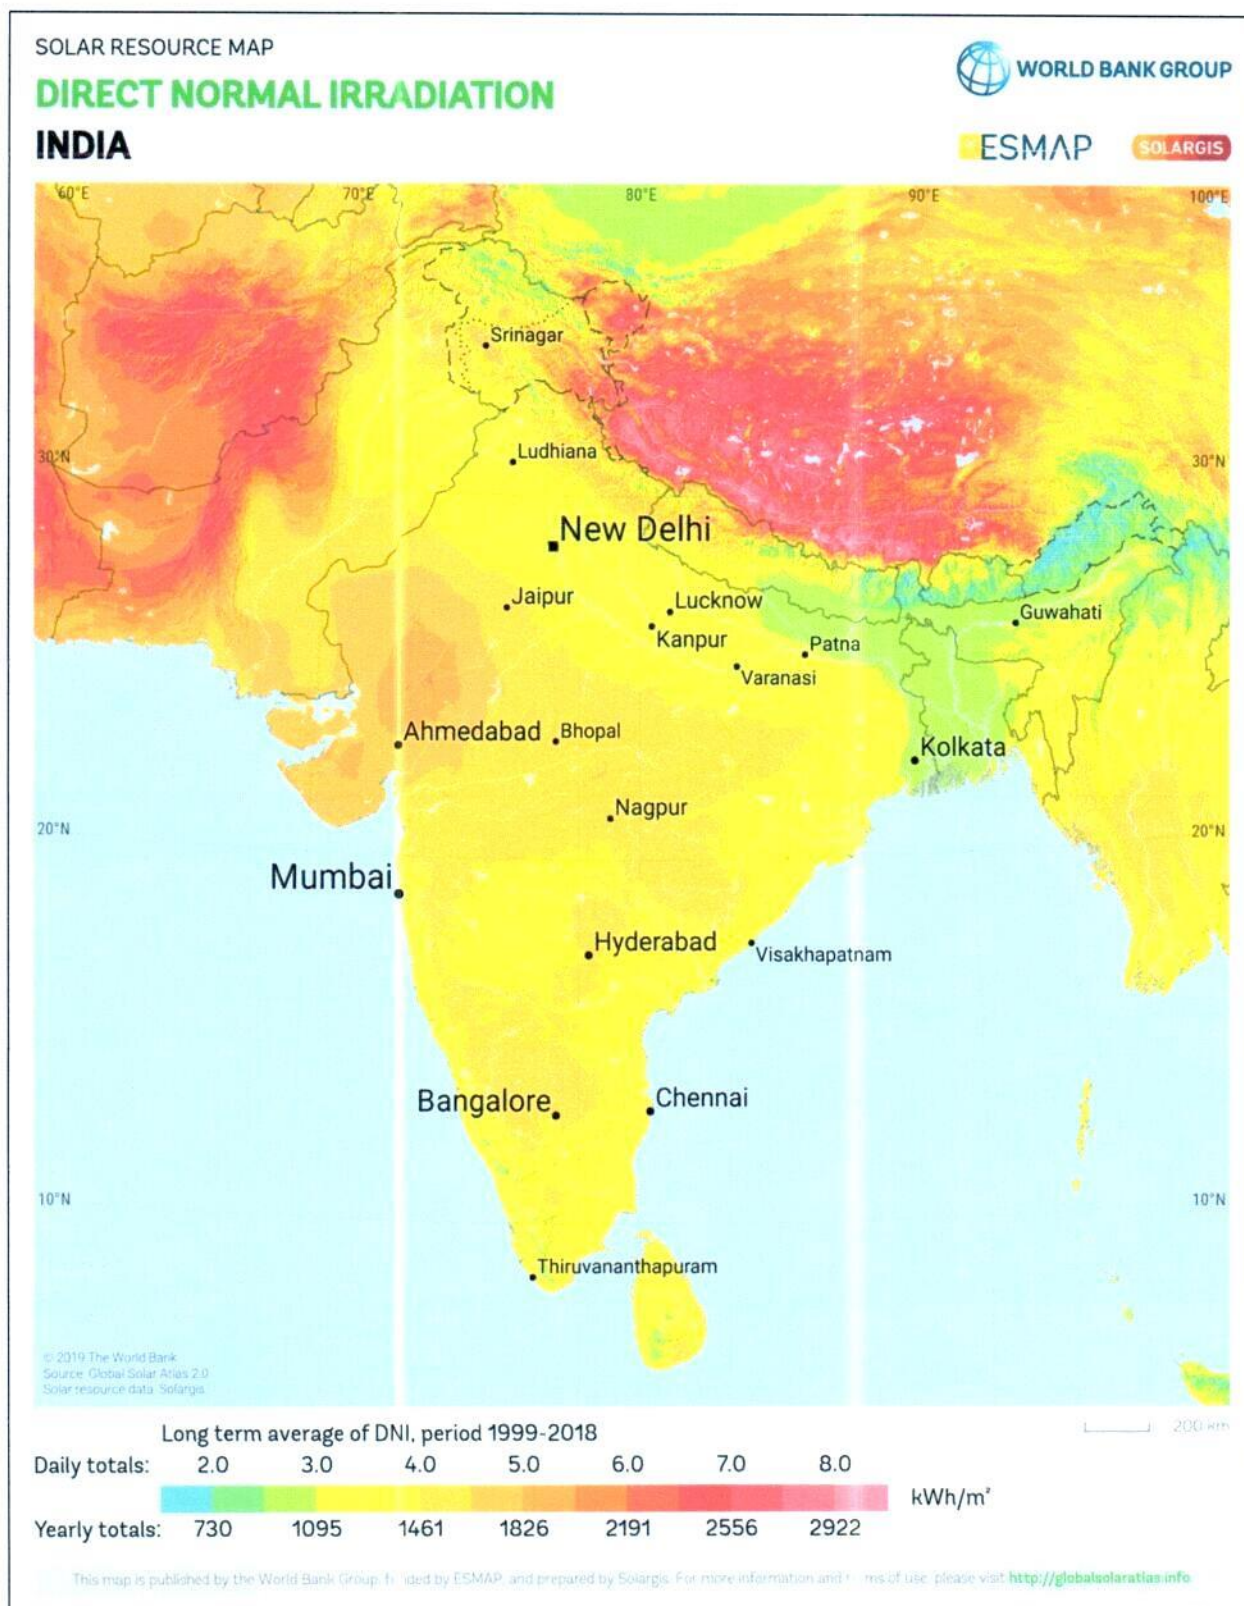 SOLAR RESOURCE MAP
DIRECT NORMAL IRRADIATION
INDIA
WORLD BANK GROUP
ESMAP
SOLARGIS
60°E 70°E 80°E 90°E 100°E
Srinagar
Ludhiana
30°N 30°N
New Delhi
Jaipur
Lucknow
Guwahati
Kanpur
Patna
Varanasi
Ahmedabad
Bhopal
Kolkata
Nagpur
20°N 20°N
Mumbai
Hyderabad
Visakhapatnam
Bangalore
Chennai
10°N 10°N
Thiruvananthapuram
© 2019 The World Bank
Source: Global Solar Atlas 2.0
Solar resource data: Solargis
200 km
Long term average of DNI, period 1999-2018
Daily totals: 2.0 3.0 4.0 5.0 6.0 7.0 8.0
kWh/m²
Yearly totals: 730 1095 1461 1826 2191 2556 2922
This map is published by the World Bank Group, ided by ESMAP, and prepared by Solargis. For more information and ms of use, please visit http://globalsolaratlas.info